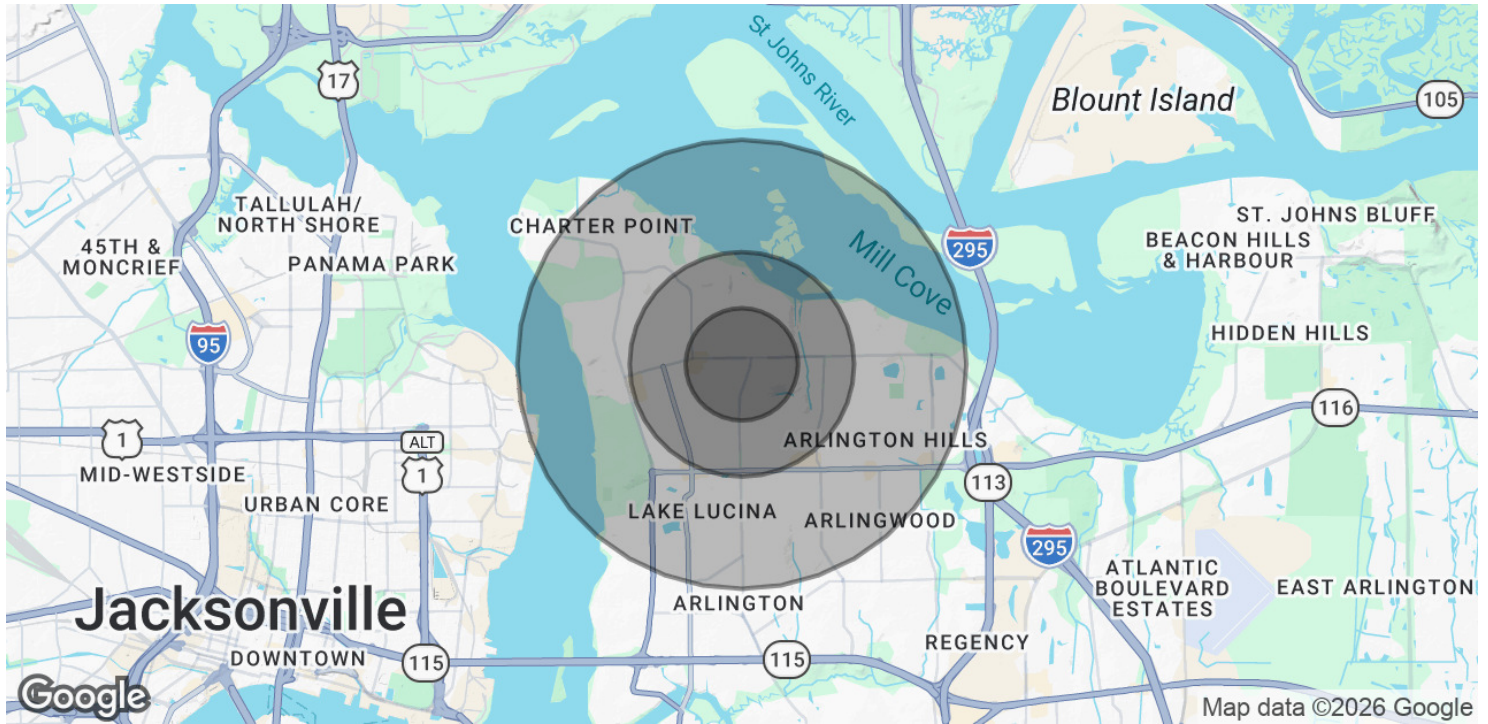 St Johns River
17
Blount Island
105
TALLULAH/
NORTH SHORE
CHARTER POINT
ST. JOHNS BLUFF
45TH &
MONCRIEF
PANAMA PARK
Mill Cove
295
BEACON HILLS
& HARBOUR
95
HIDDEN HILLS
116
1
ALT
1
ARLINGTON HILLS
MID-WESTSIDE
113
URBAN CORE
LAKE LUCINA
ARLINGWOOD
295
ATLANTIC
BOULEVARD
ESTATES
EAST ARLINGTON
Jacksonville
ARLINGTON
REGENCY
DOWNTOWN
115
115
Google
Map data ©2026 Google